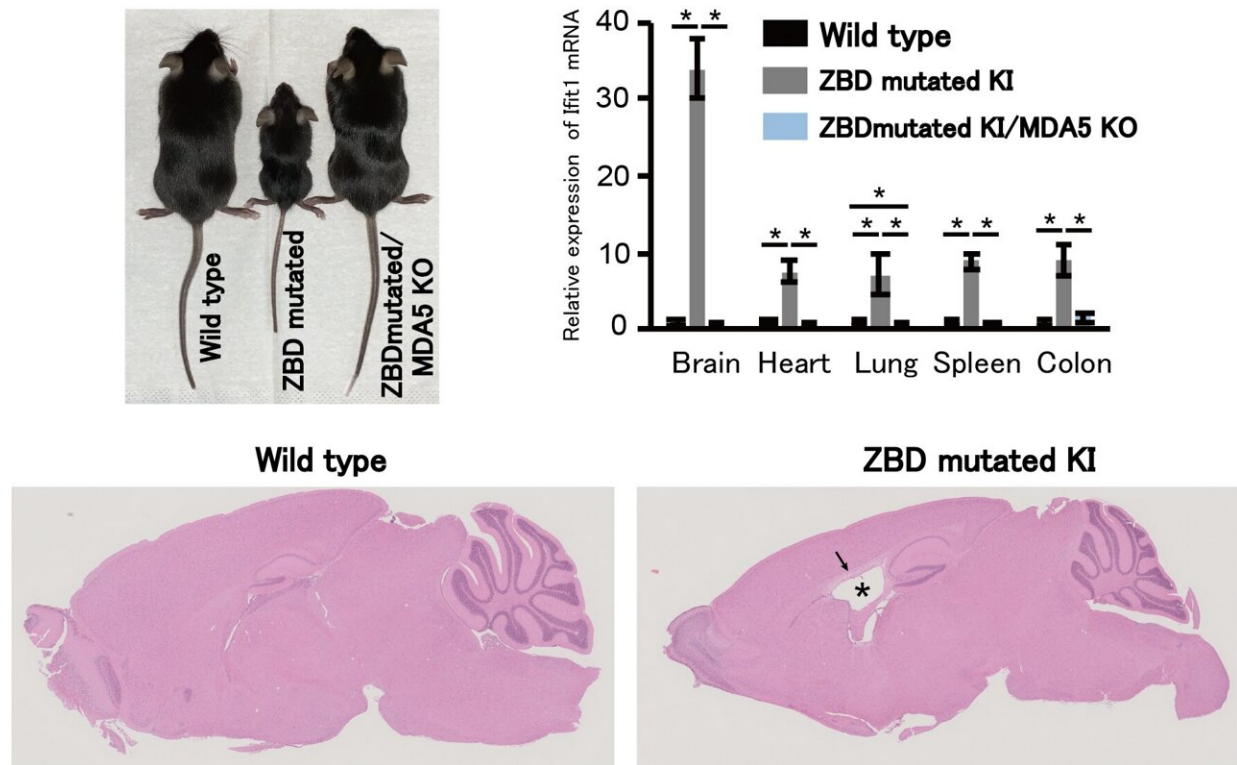 Wild type
ZBD mutated
ZBDmutated/
MDA5 KO
Relative expression of Ifit1 mRNA
40
30
20
10
0
Wild type
ZBD mutated KI
ZBDmutated KI/MDA5 KO
* *
* *
*
* *
* *
* *
Brain Heart Lung Spleen Colon
Wild type
ZBD mutated KI
*